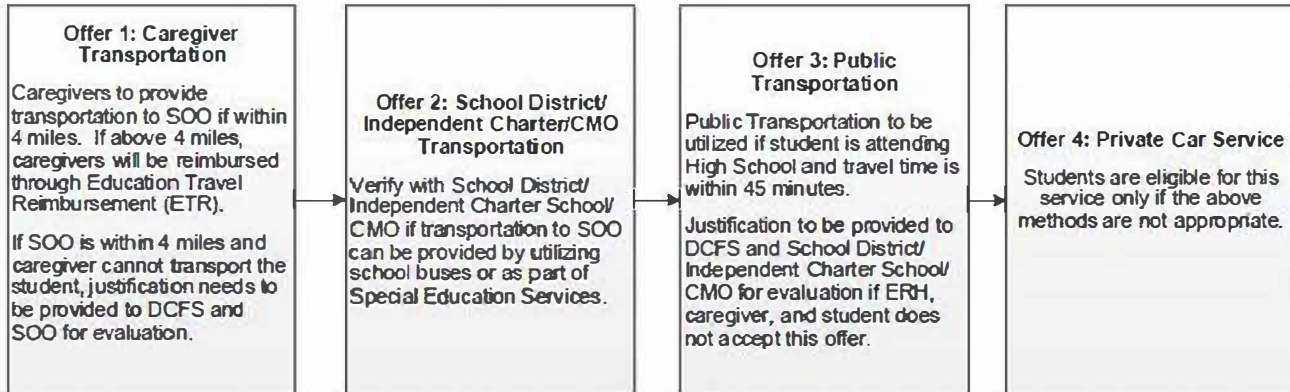 Offer 1: Caregiver
Transportation
Caregivers to provide
transportation to SOO if within
4 miles. If above 4 miles,
caregivers will be reimbursed
through Education Travel
Reimbursement (ETR).
If SOO is within 4 miles and
caregiver cannot transport the
student, justification needs to
be provided to DCFS and
SOO for evaluation.
Offer 2: School District/
Independent Charter/CMO
Transportation
Verify with School District/
Independent Charter School/
CMO if transportation to SOO
can be provided by utilizing
school buses or as part of
Special Education Services.
Offer 3: Public
Transportation
Public Transportation to be
utilized if student is attending
High School and travel time is
within 45 minutes.
Justification to be provided to
DCFS and School District/
Independent Charter School/
CMO for evaluation if ERH,
caregiver, and student does
not accept this offer.
Offer 4: Private Car Service
Students are eligible for this
service only if the above
methods are not appropriate.